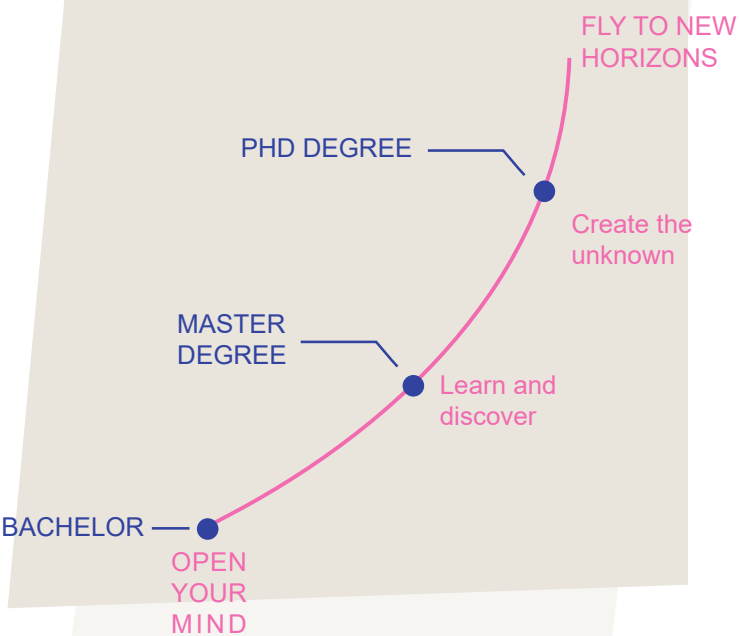 FLY TO NEW
HORIZONS
PHD DEGREE
Create the
unknown
MASTER
DEGREE
Learn and
discover
BACHELOR
OPEN
YOUR
MIND